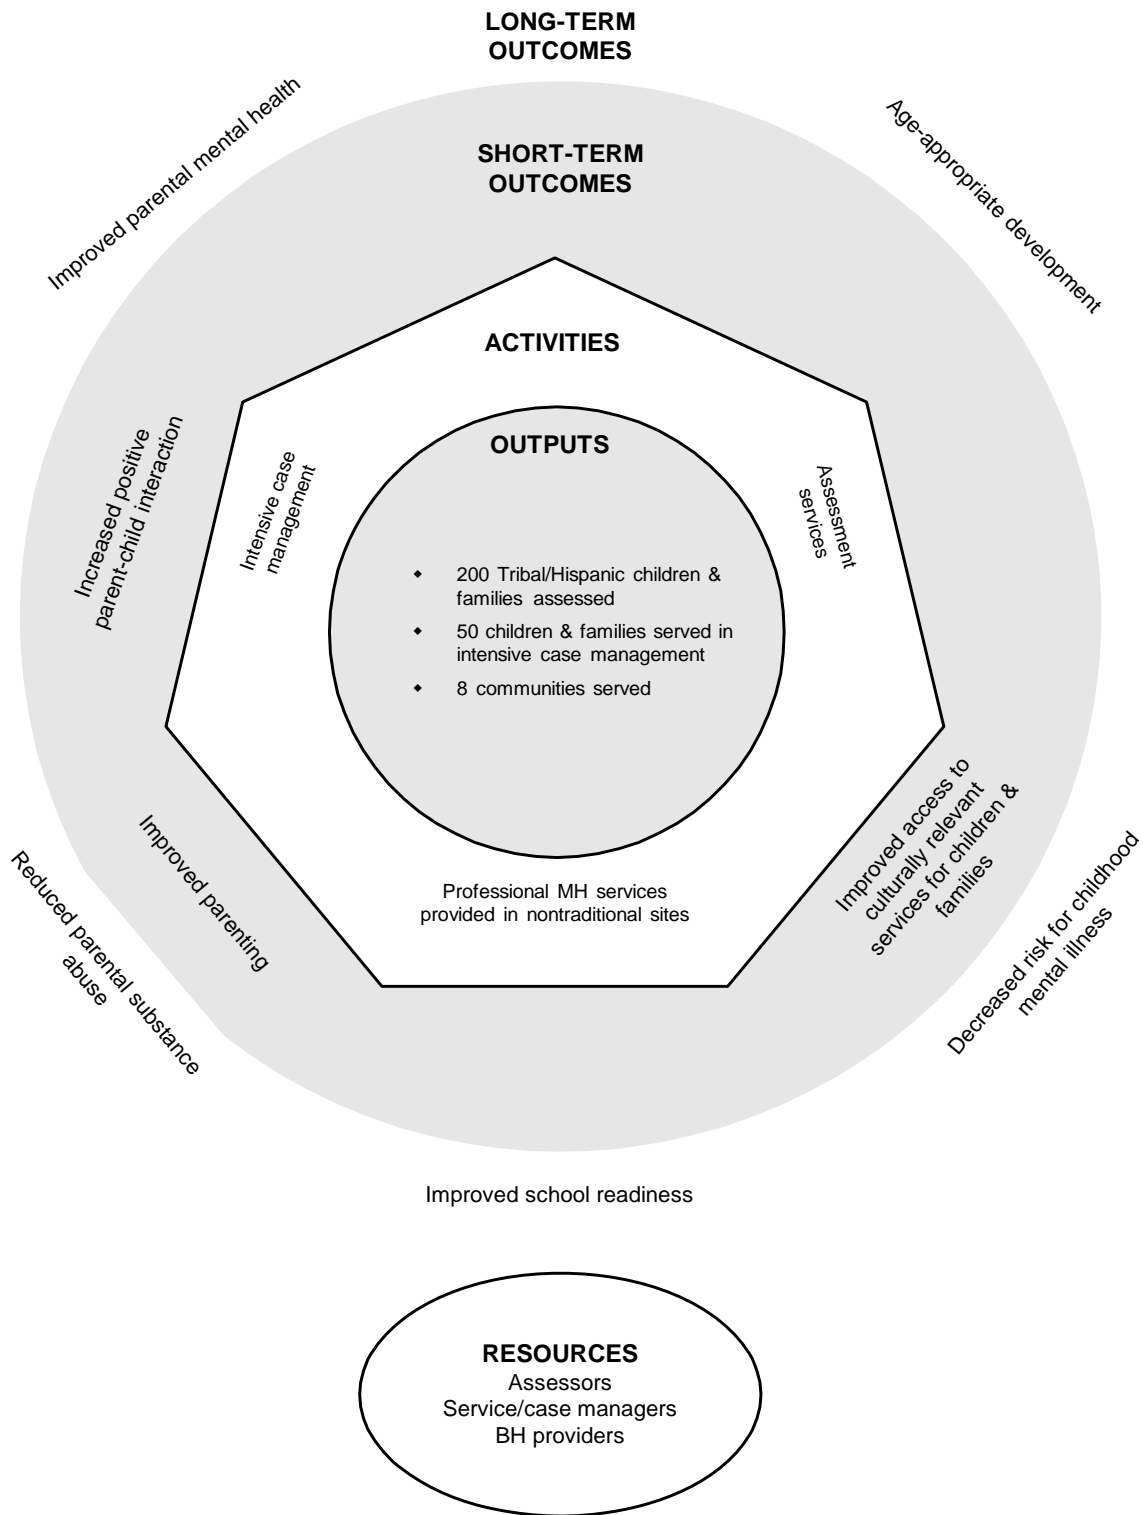 LONG-TERM
OUTCOMES
Improved parental mental health
Age-appropriate development
SHORT-TERM
OUTCOMES
ACTIVITIES
OUTPUTS
Increased positive
parent-child interaction
Intensive case
management
Assessment
services
◆ 200 Tribal/Hispanic children &
families assessed
◆ 50 children & families served in
intensive case management
◆ 8 communities served
Improved parenting
Professional MH services
provided in nontraditional sites
Improved access to
culturally relevant
services for children &
families
Reduced parental substance
abuse
Decreased risk for childhood
mental illness
Improved school readiness
RESOURCES
Assessors
Service/case managers
BH providers